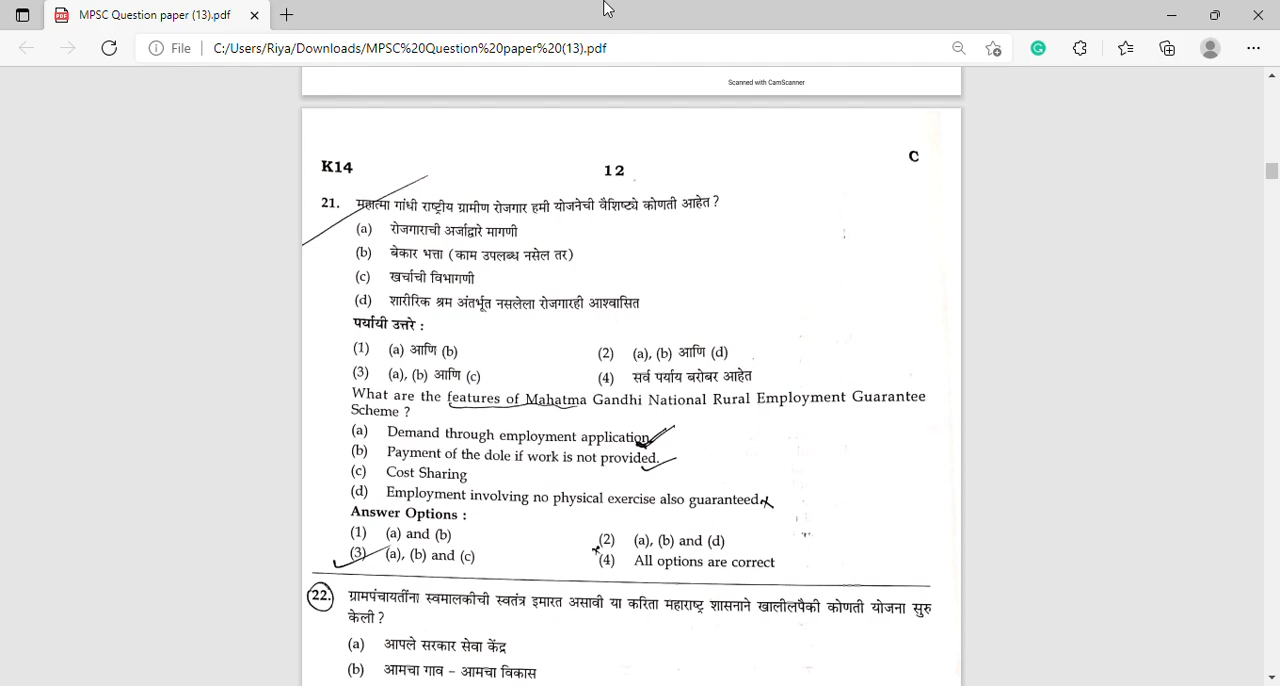 MPSC Question paper (13).pdf
File
C:/Users/Riya/Downloads/MPSC%20Question%20paper%20(13).pdf
Scanned with CamScanner
K14 12 C
21. महात्मा गांधी राष्ट्रीय ग्रामीण रोजगार हमी योजनेची वैशिष्ट्ये कोणती आहेत ?
(a) रोजगाराची अर्जाद्वारे मागणी
(b) बेकार भत्ता (काम उपलब्ध नसेल तर)
(c) खर्चाची विभागणी
(d) शारीरिक श्रम अंतर्भूत नसलेला रोजगारही आश्वासित
पर्यायी उत्तरे :
(1) (a) आणि (b) (2) (a), (b) आणि (d)
(3) (a), (b) आणि (c) (4) सर्व पर्याय बरोबर आहेत
What are the features of Mahatma Gandhi National Rural Employment Guarantee
Scheme ?
(a) Demand through employment application.
(b) Payment of the dole if work is not provided.
(c) Cost Sharing
(d) Employment involving no physical exercise also guaranteed
Answer Options :
(1) (a) and (b) (2) (a), (b) and (d)
(3) (a), (b) and (c) (4) All options are correct
22. ग्रामपंचायतींना स्वमालकीची स्वतंत्र इमारत असावी या करिता महाराष्ट्र शासनाने खालीलपैकी कोणती योजना सुरु
केली ?
(a) आपले सरकार सेवा केंद्र
(b) आमचा गाव - आमचा विकास